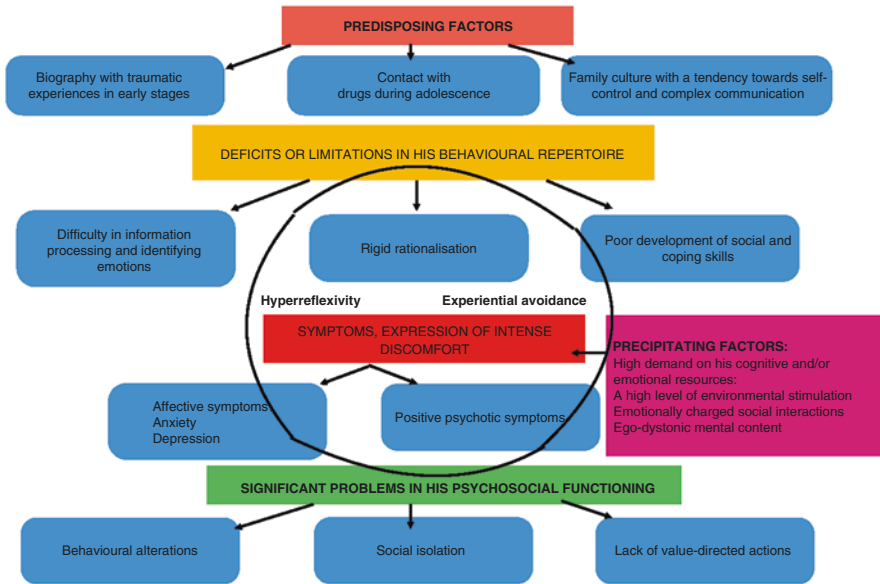 PREDISPOSING FACTORS
Biography with traumatic
experiences in early stages
Contact with
drugs during adolescence
Family culture with a tendency towards self-
control and complex communication
DEFICITS OR LIMITATIONS IN HIS BEHAVIOURAL REPERTOIRE
Difficulty in information
processing and identifying
emotions
Rigid rationalisation
Poor development of social and
coping skills
Hyperreflexivity
Experiential avoidance
SYMPTOMS, EXPRESSION OF INTENSE
DISCOMFORT
PRECIPITATING FACTORS:
High demand on his cognitive and/or
emotional resources:
A high level of environmental stimulation
Emotionally charged social interactions
Ego-dystonic mental content
Affective symptoms
Anxiety
Depression
Positive psychotic symptoms
SIGNIFICANT PROBLEMS IN HIS PSYCHOSOCIAL FUNCTIONING
Behavioural alterations
Social isolation
Lack of value-directed actions